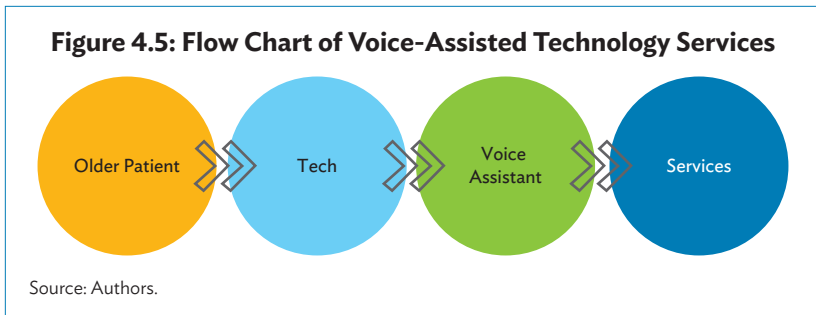 Figure 4.5: Flow Chart of Voice-Assisted Technology Services
Older Patient
Tech
Voice
Assistant
Services
Source: Authors.